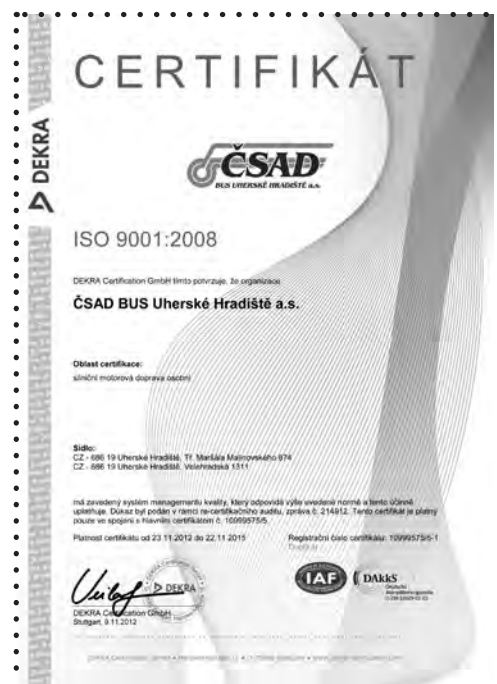 CERTIFIKÁT
DEKRA
ČSAD
BUS UHERSKÉ HRADIŠTĚ a.s.
ISO 9001:2008
DEKRA Certification GmbH tímto potvrzuje, že organizace
ČSAD BUS Uherské Hradiště a.s.
Oblast certifikace:
silniční motorová doprava osobní
Sídlo:
CZ - 686 19 Uherské Hradiště, Tř. Maršála Malinovského 874
CZ - 686 19 Uherské Hradiště, Velehradská 1311
má zavedený systém managementu kvality, který odpovídá výše uvedené normě a tento účinně
uplatňuje. Důkaz byl podán v rámci re-certifikačního auditu, zpráva č. 214912. Tento certifikát je platný
pouze ve spojení s hlavním certifikátem č. 10999575/5.
Platnost certifikátu od 23.11.2012 do 22.11.2015
Registrační číslo certifikátu: 10999575/5-1
Duplikát
DEKRA
IAF
DAkkS
Deutsche
Akkreditierungsstelle
DEKRA Certification GmbH
Stuttgart, 9.11.2012